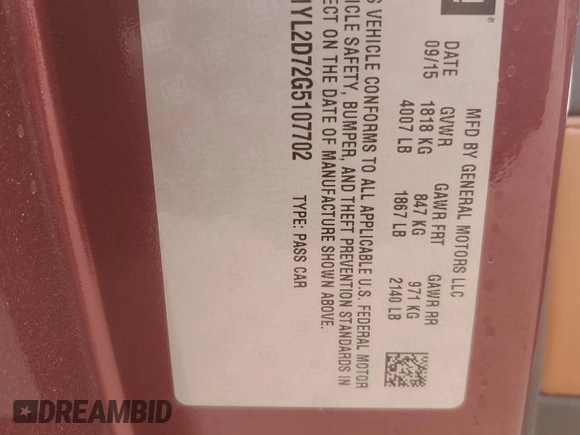 MFD BY GENERAL MOTORS LLC
DATE GVWR GAWR FRT GAWR RR
09/15 1818 KG 847 KG 971 KG
4007 LB 1867 LB 2140 LB
VEHICLE CONFORMS TO ALL APPLICABLE U.S. FEDERAL MOTOR
VEHICLE SAFETY, BUMPER, AND THEFT PREVENTION STANDARDS IN
ECT ON THE DATE OF MANUFACTURE SHOWN ABOVE.
1YL2D72G5107702 TYPE: PASS CAR
DREAMBID